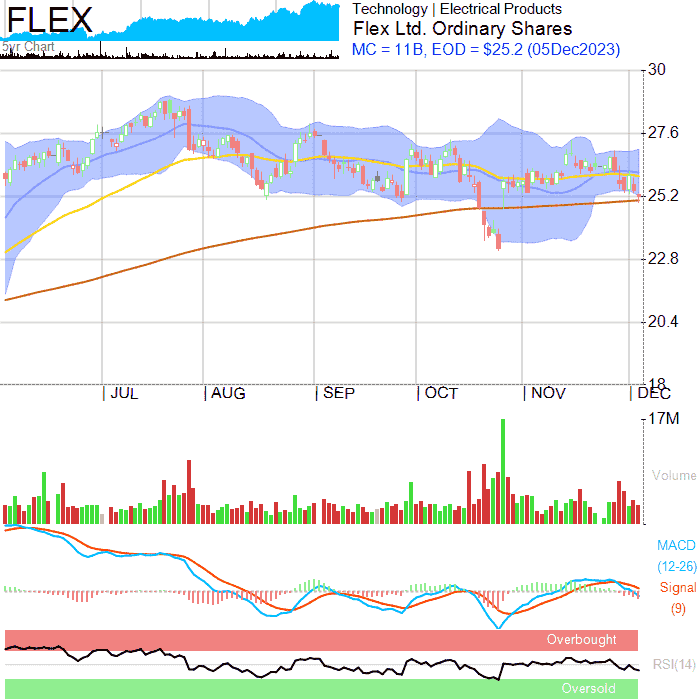 FLEX
5yr Chart
Technology | Electrical Products
Flex Ltd. Ordinary Shares
MC = 11B, EOD = $25.2 (05Dec2023)
30
27.6
25.2
22.8
20.4
18
JUL AUG SEP OCT NOV DEC
17M
Volume
MACD
(12-26)
Signal
(9)
Overbought
RSI(14)
Oversold